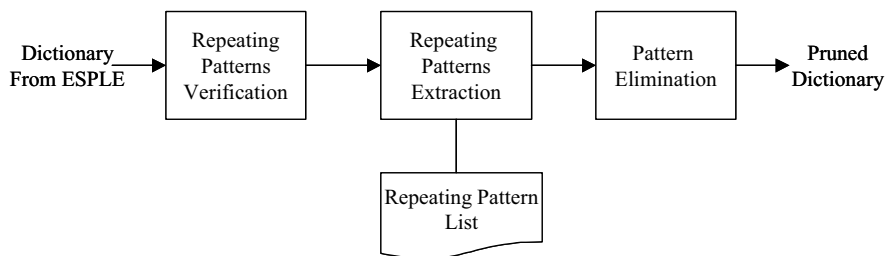 Dictionary
From ESPLE
Repeating
Patterns
Verification
Repeating
Patterns
Extraction
Pattern
Elimination
Pruned
Dictionary
Repeating Pattern
List